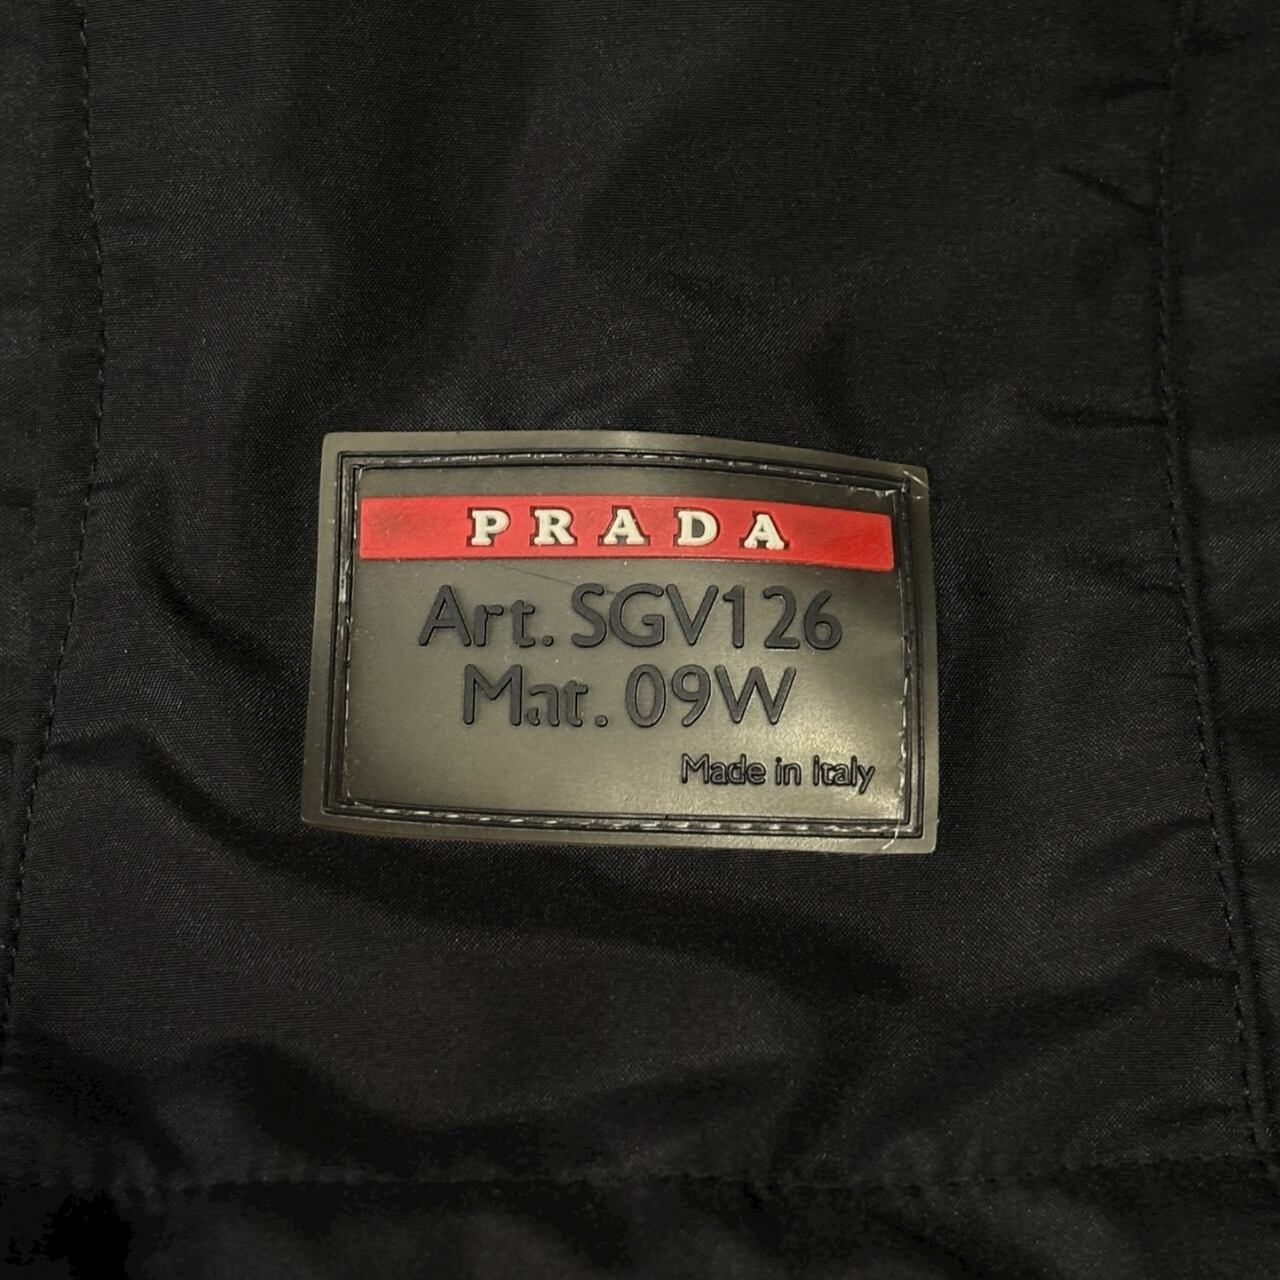 PRADA
Art. SGV126
Mat. 09W
Made in Italy